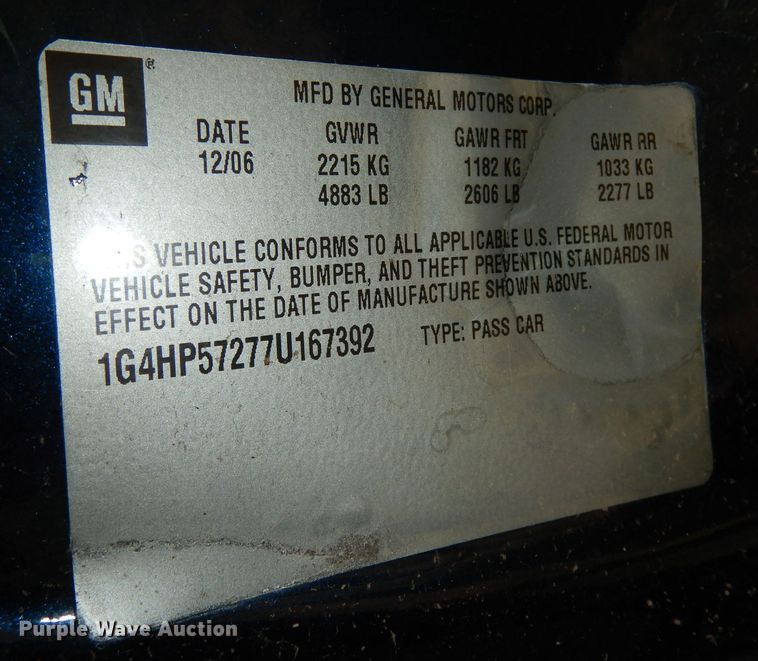 GM
MFD BY GENERAL MOTORS CORP.
DATE GVWR GAWR FRT GAWR RR
12/06 2215 KG 1182 KG 1033 KG
4883 LB 2606 LB 2277 LB
THIS VEHICLE CONFORMS TO ALL APPLICABLE U.S. FEDERAL MOTOR
VEHICLE SAFETY, BUMPER, AND THEFT PREVENTION STANDARDS IN
EFFECT ON THE DATE OF MANUFACTURE SHOWN ABOVE.
1G4HP57277U167392 TYPE: PASS CAR
Purple Wave Auction